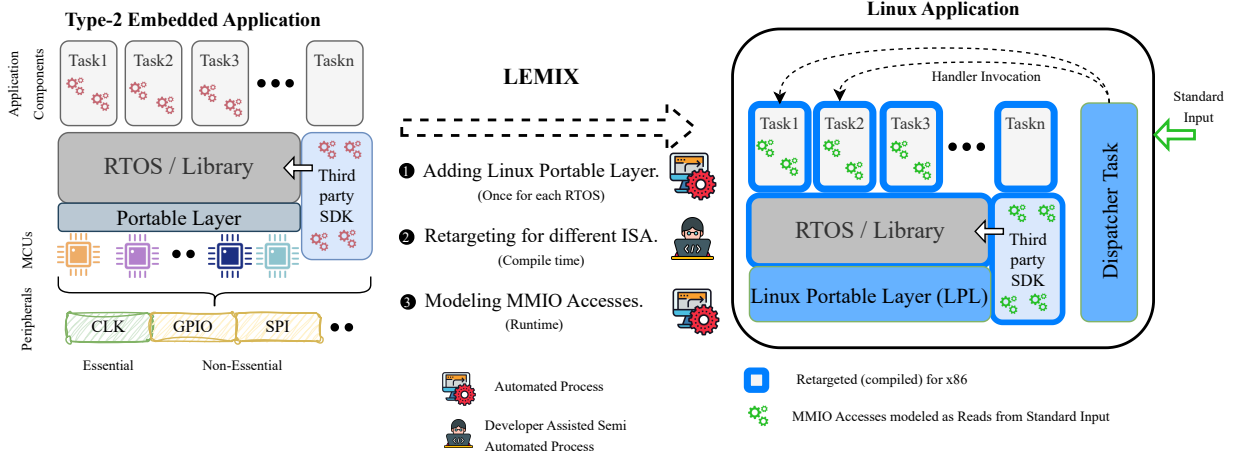 Type-2 Embedded Application
Application
Components
Task1
Task2
Task3
Taskn
RTOS / Library
Third
party
SDK
Portable Layer
MCUs
Peripherals
CLK
GPIO
SPI
Essential
Non-Essential
LEMIX
❶ Adding Linux Portable Layer.
(Once for each RTOS)
❷ Retargeting for different ISA.
(Compile time)
❸ Modeling MMIO Accesses.
(Runtime)
Automated Process
Developer Assisted Semi
Automated Process
Linux Application
Handler Invocation
Standard
Input
Task1
Task2
Task3
Taskn
Dispatcher Task
RTOS / Library
Third
party
SDK
Linux Portable Layer (LPL)
Retargeted (compiled) for x86
MMIO Accesses modeled as Reads from Standard Input